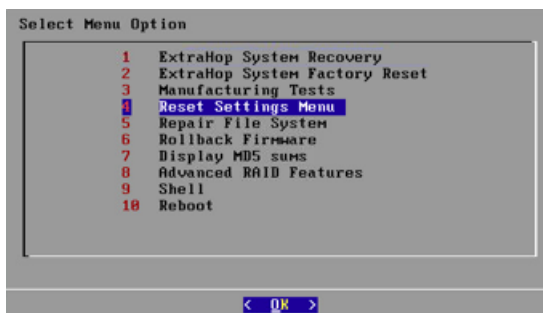 Select Menu Option
1 ExtraHop System Recovery
2 ExtraHop System Factory Reset
3 Manufacturing Tests
4 Reset Settings Menu
5 Repair File System
6 Rollback Firmware
7 Display MD5 sums
8 Advanced RAID Features
9 Shell
10 Reboot
< OK >